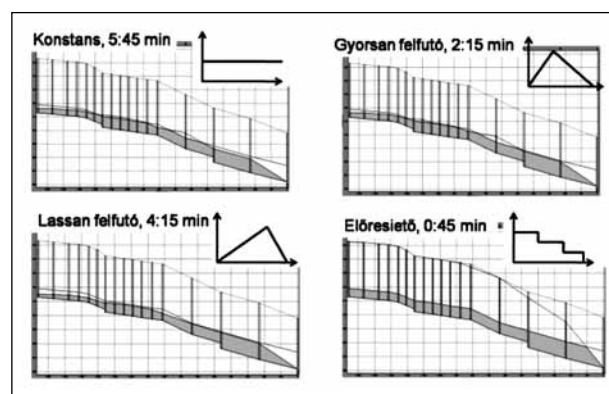 Konstans, 5:45 min
Gyorsan felfutó, 2:15 min
Lassan felfutó, 4:15 min
Előresiető, 0:45 min